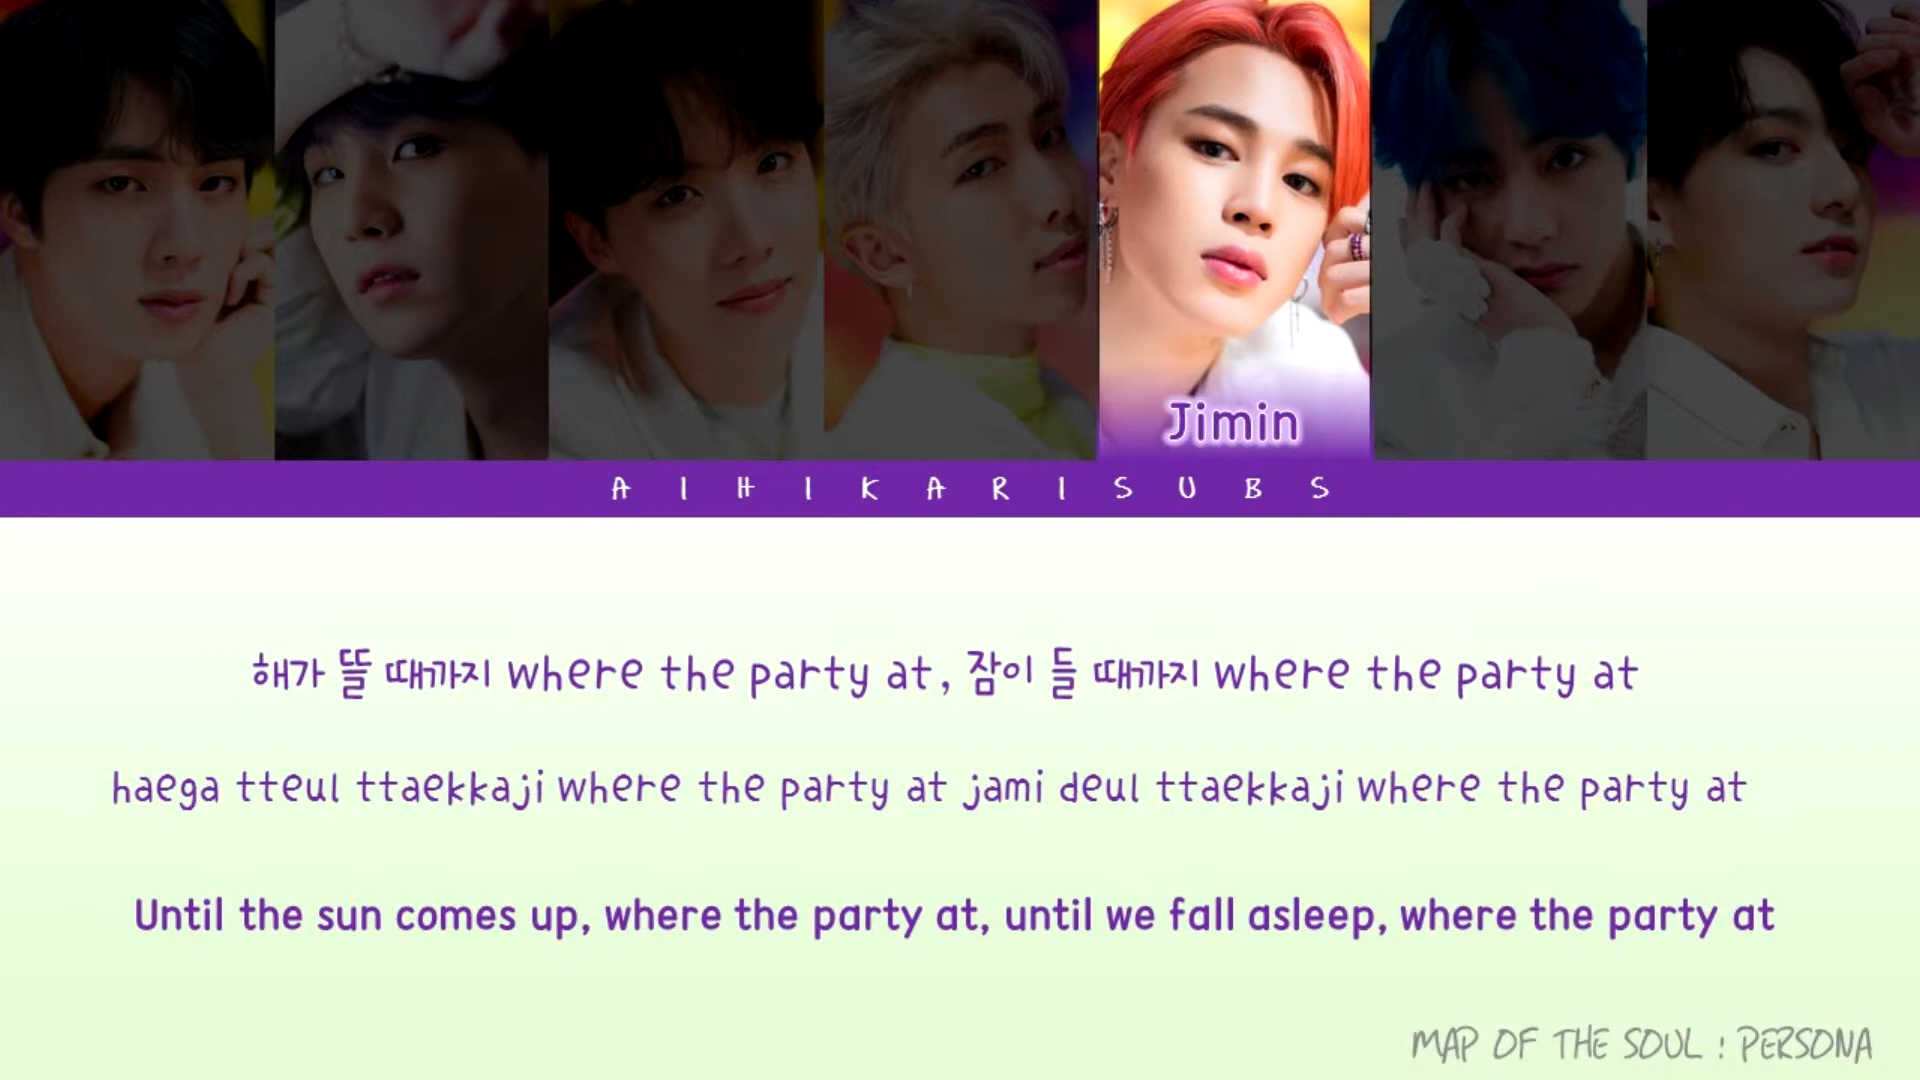 Jimin
AIHIKARISUBS
해가 뜰 때까지 where the party at, 잠이 들 때까지 where the party at
haega tteul ttaekkaji where the party at jami deul ttaekkaji where the party at
Until the sun comes up, where the party at, until we fall asleep, where the party at
MAP OF THE SOUL : PERSONA